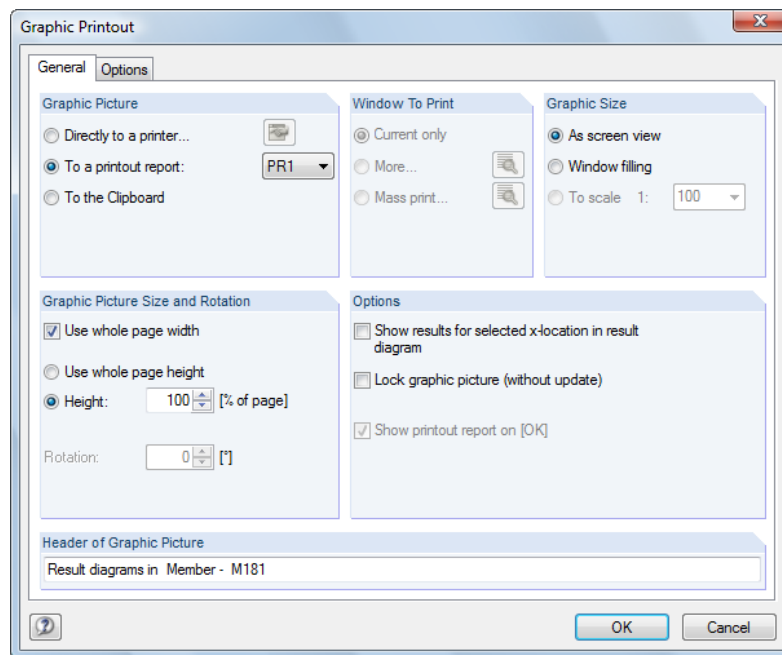 Graphic Printout
General Options
Graphic Picture
Directly to a printer...
To a printout report: PR1
To the Clipboard
Window To Print
Current only
More...
Mass print...
Graphic Size
As screen view
Window filling
To scale 1: 100
Graphic Picture Size and Rotation
Use whole page width
Use whole page height
Height: 100 [% of page]
Rotation: 0 [°]
Options
Show results for selected x-location in result
diagram
Lock graphic picture (without update)
Show printout report on [OK]
Header of Graphic Picture
Result diagrams in Member - M181
OK Cancel